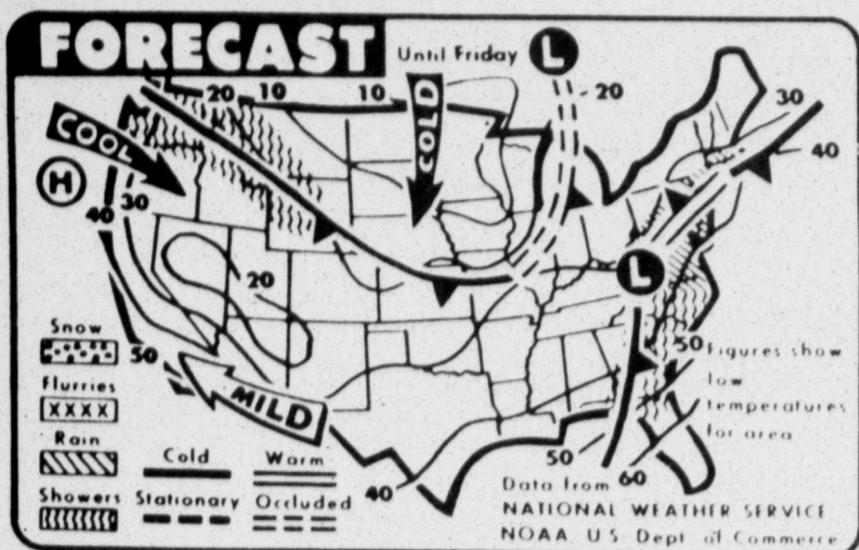 FORECAST
Until Friday
L
20
10
10
20
30
COLD
COOL
40
H
40
30
L
20
50
50
Figures show
low
temperatures
for area
MILD
Snow
Flurries
Rain
Showers
Cold
Warm
Stationary
Occluded
40
50
60
Data from
NATIONAL WEATHER SERVICE
NOAA, U.S. Dept. of Commerce